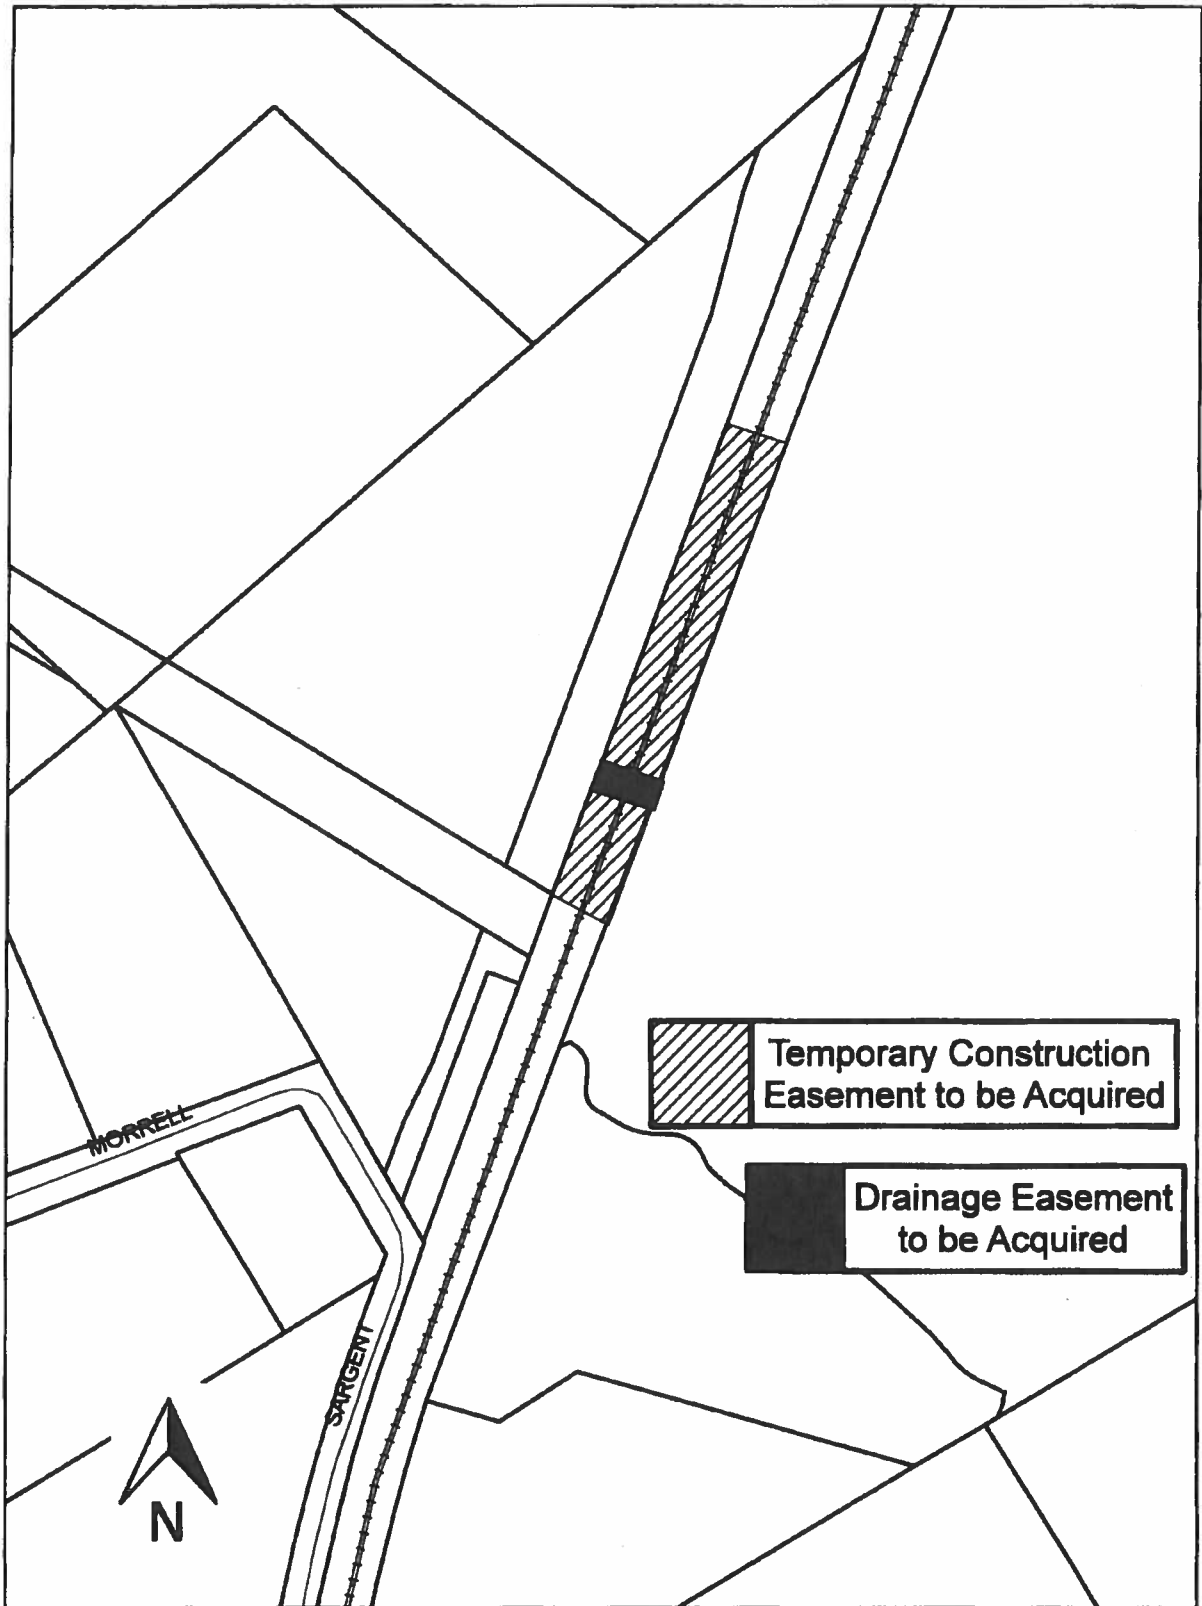 Temporary Construction
Easement to be Acquired
MORRELL
Drainage Easement
to be Acquired
SARGENT
N